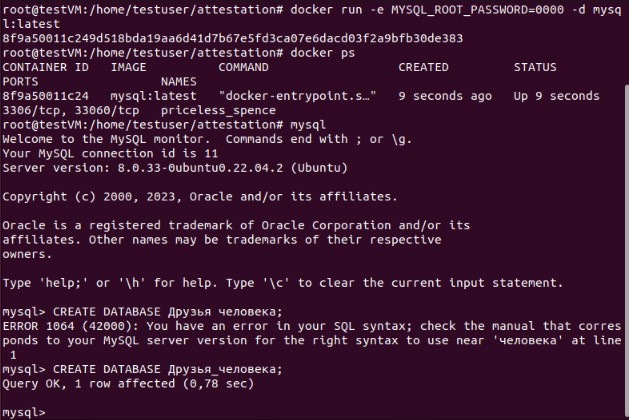 root@testVM:/home/testuser/attestation# docker run -e MYSQL_ROOT_PASSWORD=0000 -d mysq
l:latest
8f9a50011c249d518bda19aa6d41d7b67e5fd3ca07e6dacd03f2a9bfb30de383
root@testVM:/home/testuser/attestation# docker ps
CONTAINER ID   IMAGE          COMMAND                  CREATED         STATUS
PORTS                 NAMES
8f9a50011c24   mysql:latest   "docker-entrypoint.s…"   9 seconds ago   Up 9 seconds
3306/tcp, 33060/tcp   priceless_spence
root@testVM:/home/testuser/attestation# mysql
Welcome to the MySQL monitor.  Commands end with ; or \g.
Your MySQL connection id is 11
Server version: 8.0.33-0ubuntu0.22.04.2 (Ubuntu)

Copyright (c) 2000, 2023, Oracle and/or its affiliates.

Oracle is a registered trademark of Oracle Corporation and/or its
affiliates. Other names may be trademarks of their respective
owners.

Type 'help;' or '\h' for help. Type '\c' to clear the current input statement.

mysql> CREATE DATABASE Друзья человека;
ERROR 1064 (42000): You have an error in your SQL syntax; check the manual that corres
ponds to your MySQL server version for the right syntax to use near 'человека' at line
 1
mysql> CREATE DATABASE Друзья_человека;
Query OK, 1 row affected (0,78 sec)

mysql>